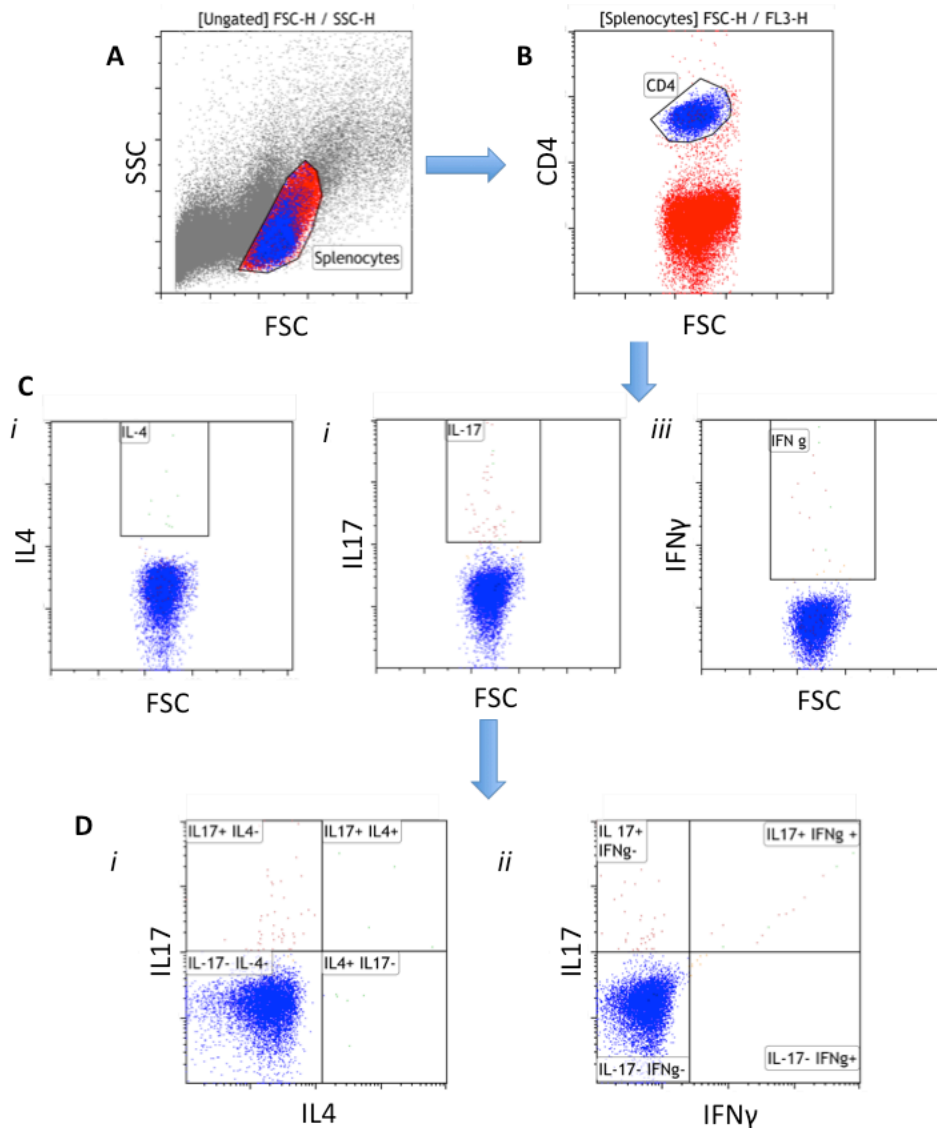 [Ungated] FSC-H / SSC-H
A
SSC
Splenocytes
FSC
[Splenocytes] FSC-H / FL3-H
B
CD4
CD4
FSC
C
i
IL-4
IL4
FSC
i
IL-17
IL17
FSC
iii
IFN g
IFNγ
FSC
D
i
IL17+ IL4-
IL17+ IL4+
IL17
IL-17- IL-4-
IL4+ IL17-
IL4
ii
IL 17+
IFNg-
IL17+ IFNg +
IL17
IL-17- IFNg-
IL-17- IFNg+
IFNγ